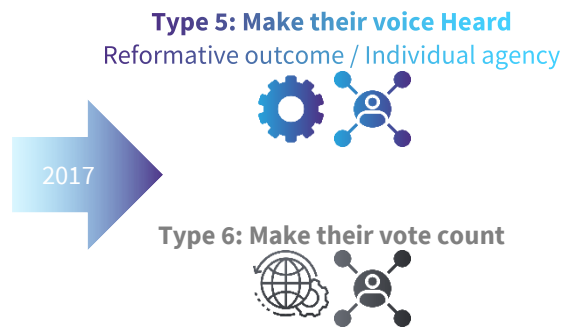 Type 5: Make their voice Heard
Reformative outcome / Individual agency
2017
Type 6: Make their vote count